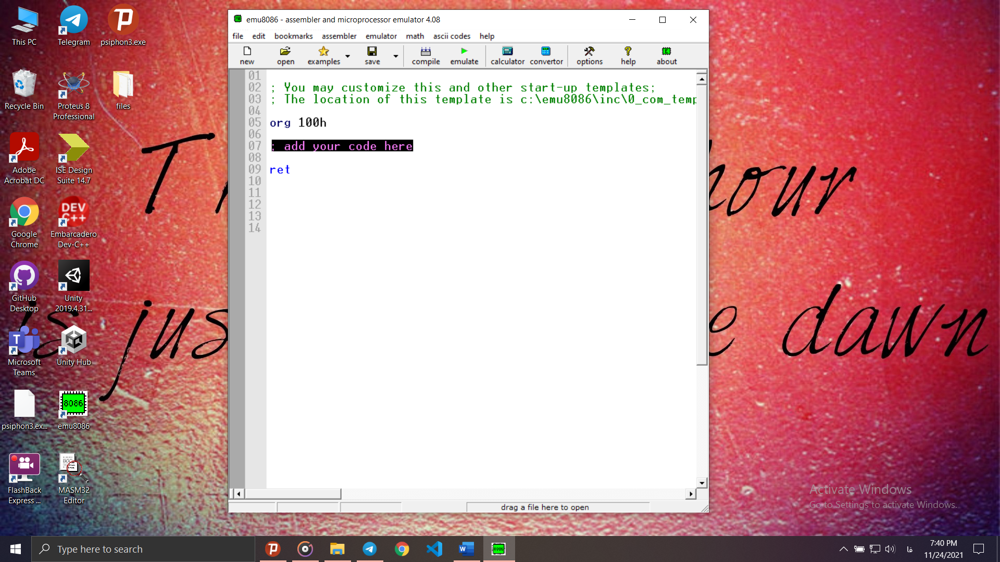 This PC
Telegram
psiphon3.exe
Recycle Bin
Proteus 8
Professional
files
Adobe
Acrobat DC
ISE Design
Suite 14.7
Google
Chrome
DEV
C++
Embarcadero
Dev-C++
GitHub
Desktop
Unity
2019.4.31...
Microsoft
Teams
Unity Hub
psiphon3.ex...
8086
emu8086
FlashBack
Express ...
MASM32
Editor
emu8086 - assembler and microprocessor emulator 4.08
file edit bookmarks assembler emulator math ascii codes help
new open examples save compile emulate calculator convertor options help about
01
02 ; You may customize this and other start-up templates;
03 ; The location of this template is c:\emu8086\inc\0_com_temp
04
05 org 100h
06
07 ; add your code here
08
09 ret
10
11
12
13
14
drag a file here to open
hour
is jus
e dawn
Activate Windows
Go to Settings to activate Windows.
Type here to search
فا
7:40 PM
11/24/2021